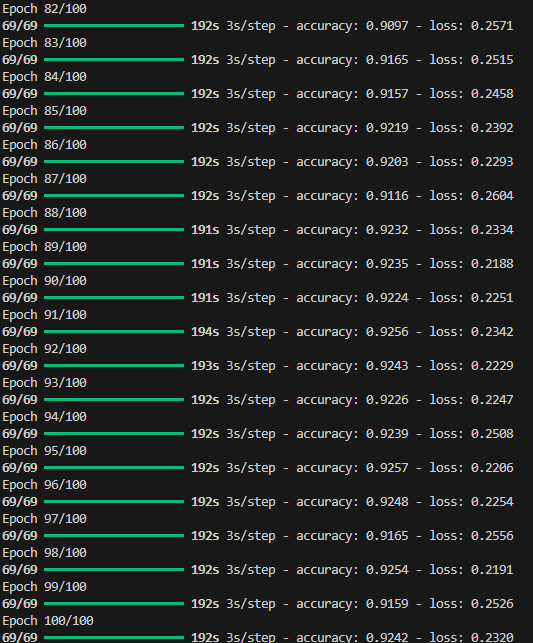 Epoch 82/100
69/69 192s 3s/step - accuracy: 0.9097 - loss: 0.2571
Epoch 83/100
69/69 192s 3s/step - accuracy: 0.9165 - loss: 0.2515
Epoch 84/100
69/69 192s 3s/step - accuracy: 0.9157 - loss: 0.2458
Epoch 85/100
69/69 192s 3s/step - accuracy: 0.9219 - loss: 0.2392
Epoch 86/100
69/69 192s 3s/step - accuracy: 0.9203 - loss: 0.2293
Epoch 87/100
69/69 192s 3s/step - accuracy: 0.9116 - loss: 0.2604
Epoch 88/100
69/69 191s 3s/step - accuracy: 0.9232 - loss: 0.2334
Epoch 89/100
69/69 191s 3s/step - accuracy: 0.9235 - loss: 0.2188
Epoch 90/100
69/69 191s 3s/step - accuracy: 0.9224 - loss: 0.2251
Epoch 91/100
69/69 194s 3s/step - accuracy: 0.9256 - loss: 0.2342
Epoch 92/100
69/69 193s 3s/step - accuracy: 0.9243 - loss: 0.2229
Epoch 93/100
69/69 192s 3s/step - accuracy: 0.9226 - loss: 0.2247
Epoch 94/100
69/69 192s 3s/step - accuracy: 0.9239 - loss: 0.2508
Epoch 95/100
69/69 192s 3s/step - accuracy: 0.9257 - loss: 0.2206
Epoch 96/100
69/69 192s 3s/step - accuracy: 0.9248 - loss: 0.2254
Epoch 97/100
69/69 192s 3s/step - accuracy: 0.9165 - loss: 0.2556
Epoch 98/100
69/69 192s 3s/step - accuracy: 0.9254 - loss: 0.2191
Epoch 99/100
69/69 192s 3s/step - accuracy: 0.9159 - loss: 0.2526
Epoch 100/100
69/69 192s 3s/step - accuracy: 0.9242 - loss: 0.2320